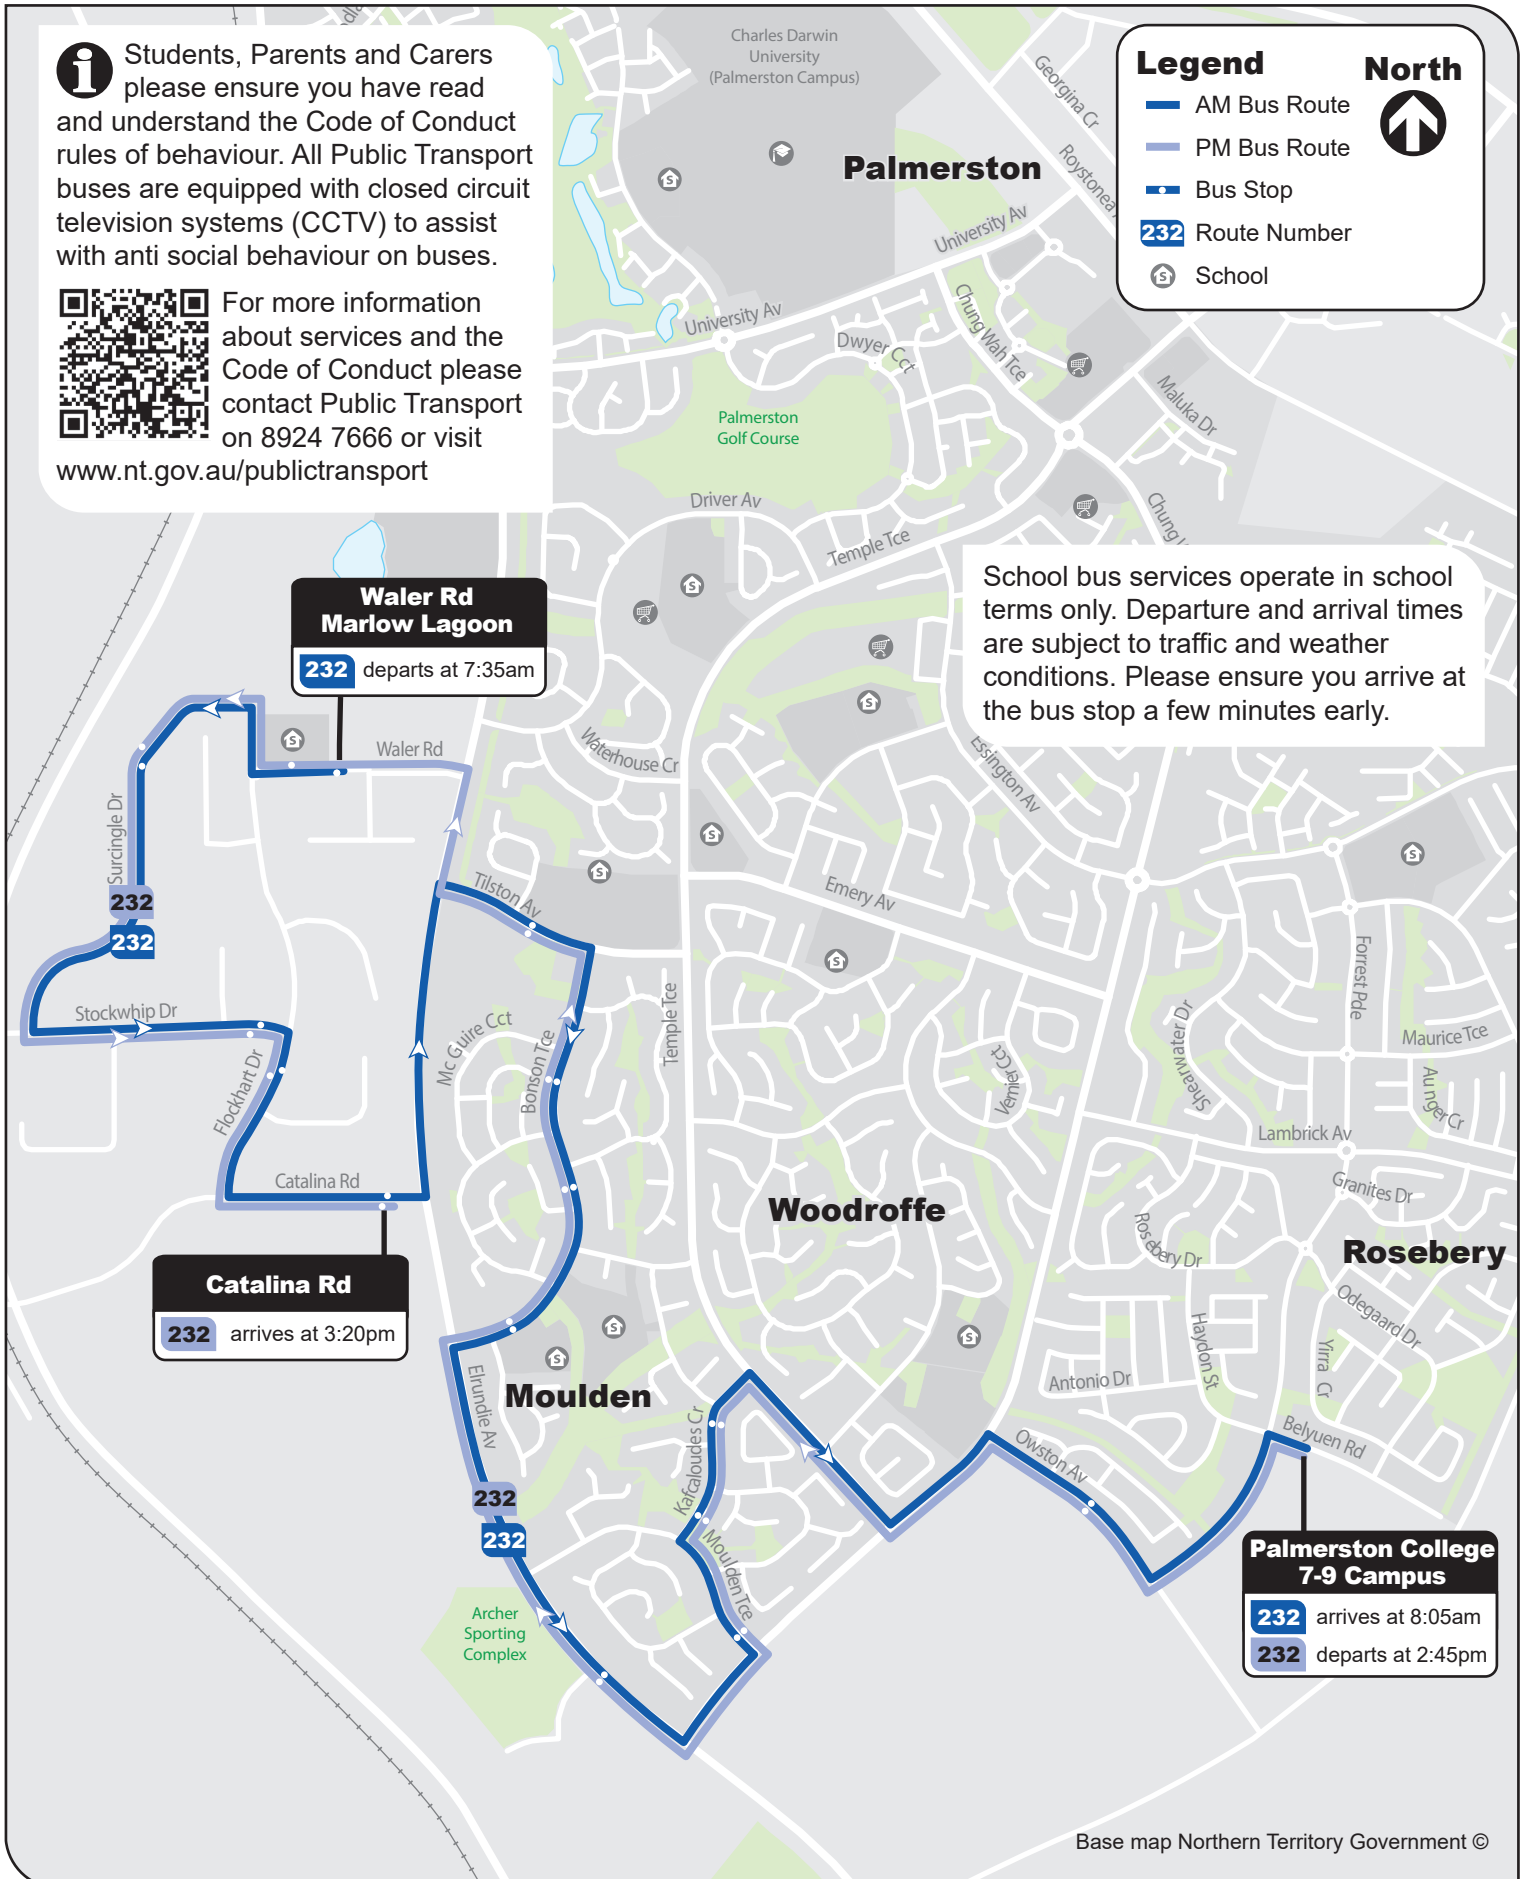 Students, Parents and Carers
please ensure you have read
and understand the Code of Conduct
rules of behaviour. All Public Transport
buses are equipped with closed circuit
television systems (CCTV) to assist
with anti social behaviour on buses.
For more information
about services and the
Code of Conduct please
contact Public Transport
on 8924 7666 or visit
www.nt.gov.au/publictransport
Charles Darwin
University
(Palmerston Campus)
Palmerston
Georgina Cr
Roystonea
Legend
North
AM Bus Route
PM Bus Route
Bus Stop
232 Route Number
School
University Av
University Av
Chung Wah Tce
Dwyer Cct
Maluka Dr
Palmerston
Golf Course
Driver Av
Temple Tce
Chung
School bus services operate in school
terms only. Departure and arrival times
are subject to traffic and weather
conditions. Please ensure you arrive at
the bus stop a few minutes early.
Waler Rd
Marlow Lagoon
232 departs at 7:35am
Waler Rd
Waterhouse Cr
Essington Av
Surcingle Dr
232
232
Tilston Av
Emery Av
Forrest Pde
Stockwhip Dr
Mc Guire Cct
Bonson Tce
Temple Tce
Vernier Cct
Shearwater Dr
Maurice Tce
Aunger Cr
Flockhart Dr
Lambrick Av
Catalina Rd
Granites Dr
Woodroffe
Rosebery Dr
Rosebery
Catalina Rd
232 arrives at 3:20pm
Odegaard Dr
Haydon St
Yirra Cr
Elrundie Av
Moulden
Antonio Dr
Kafcaloudes Cr
Owston Av
Belyuen Rd
232
232
Moulden Tce
Palmerston College
7-9 Campus
232 arrives at 8:05am
232 departs at 2:45pm
Archer
Sporting
Complex
Base map Northern Territory Government ©